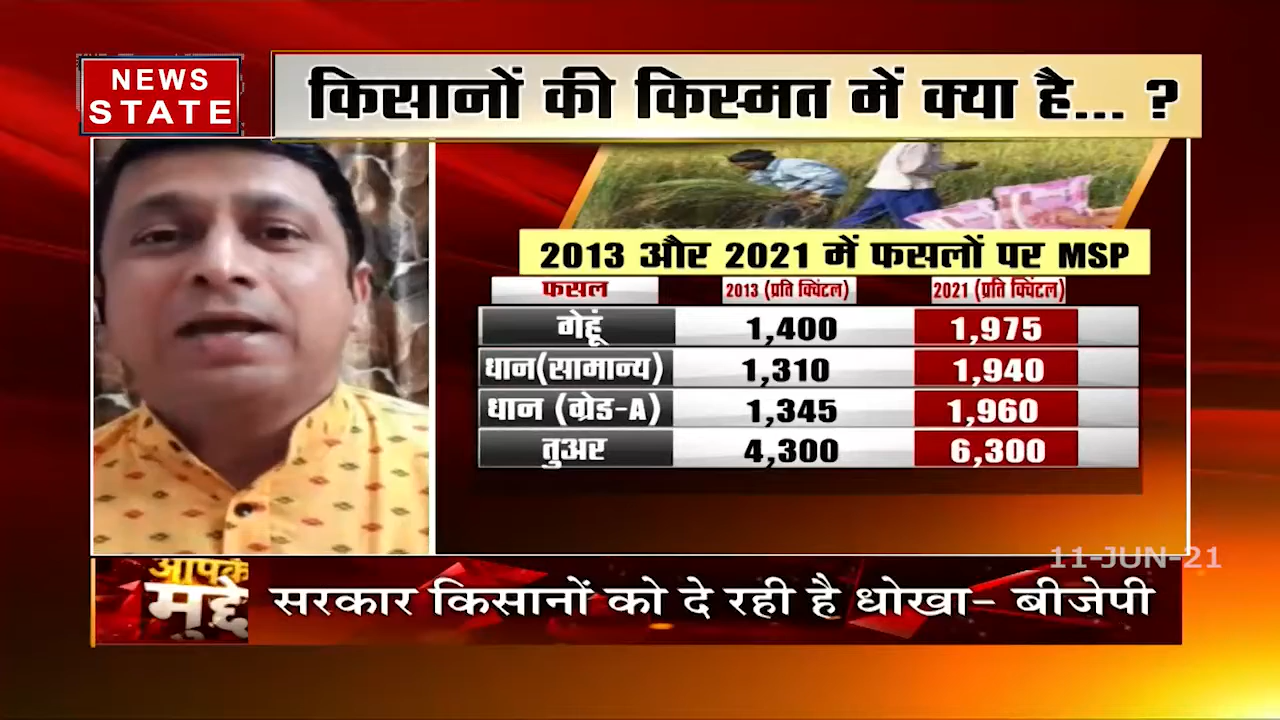 NEWS
STATE
किसानों की किस्मत में क्या है... ?
2013 और 2021 में फसलों पर MSP
फसल 2013 (प्रति क्विंटल) 2021 (प्रति क्विंटल)
गेहूं 1,400 1,975
धान(सामान्य) 1,310 1,940
धान (ग्रेड-A) 1,345 1,960
तुअर 4,300 6,300
11-JUN-21
आपके
मुद्दे
सरकार किसानों को दे रही है धोखा- बीजेपी